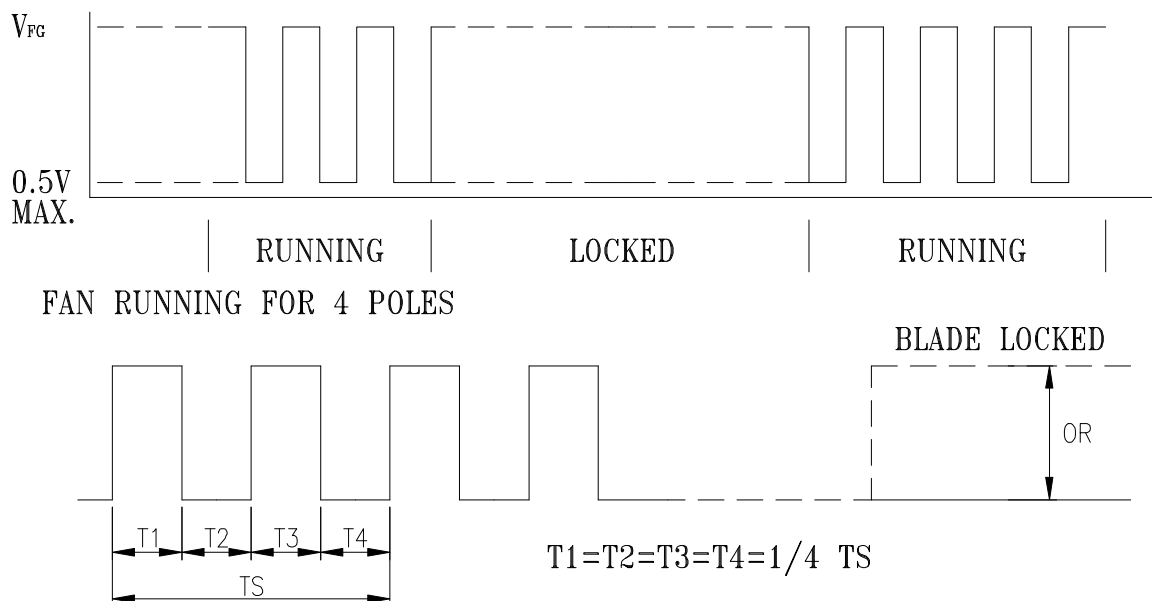 VFG
0.5V
MAX.
RUNNING LOCKED RUNNING
FAN RUNNING FOR 4 POLES
BLADE LOCKED
OR
T1 T2 T3 T4
T1=T2=T3=T4=1/4 TS
TS